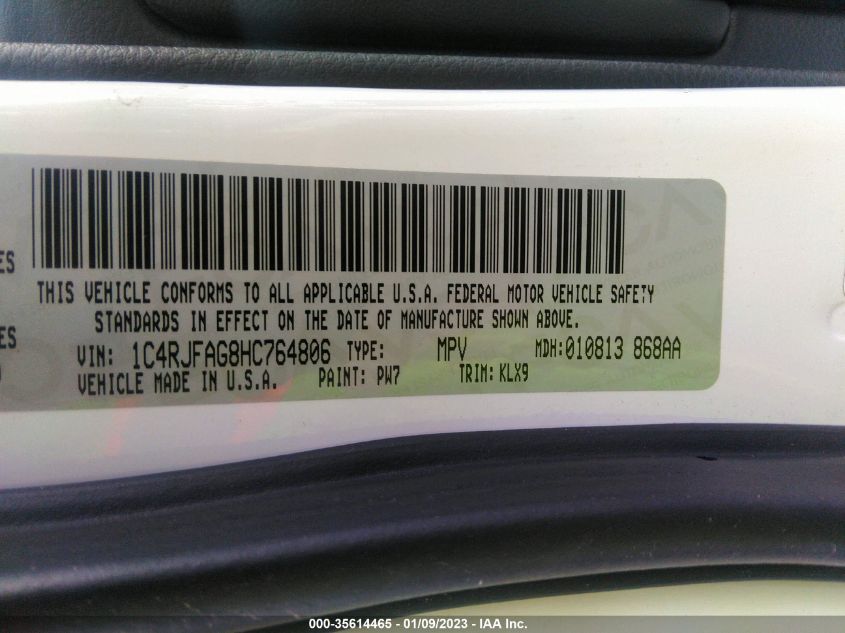 THIS VEHICLE CONFORMS TO ALL APPLICABLE U.S.A. FEDERAL MOTOR VEHICLE SAFETY
STANDARDS IN EFFECT ON THE DATE OF MANUFACTURE SHOWN ABOVE.
VIN: 1C4RJFAG8HC764806 TYPE: MPV MDH:010813 868AA
VEHICLE MADE IN U.S.A. PAINT: PW7 TRIM: KLX9
000-35614465 - 01/09/2023 - IAA Inc.